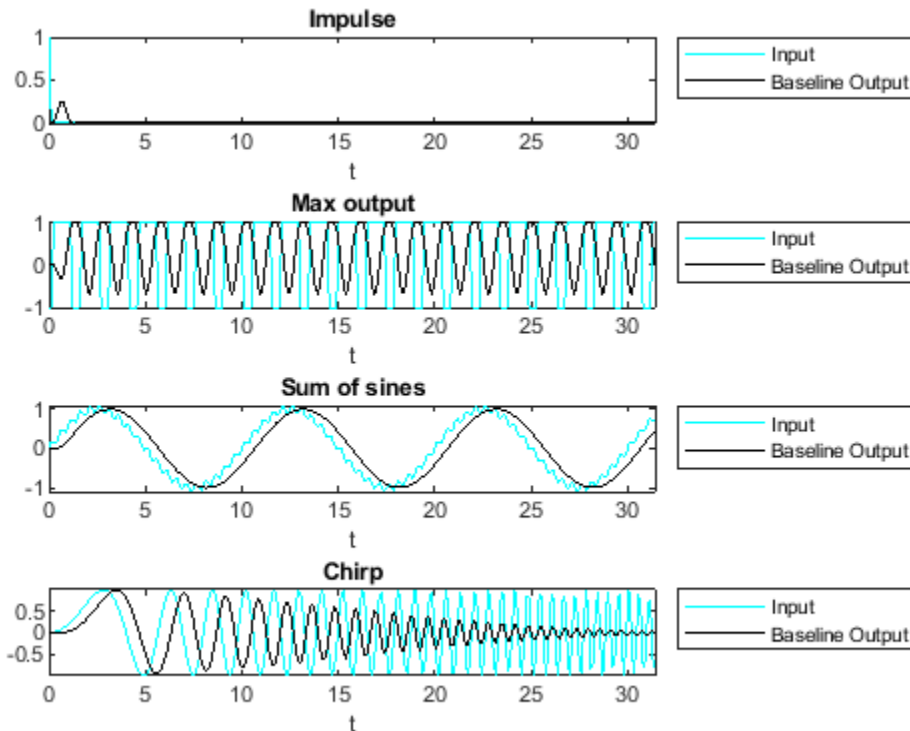 Impulse
1
0.5
0
0 5 10 15 20 25 30
t
Input
Baseline Output
Max output
1
0
-1
0 5 10 15 20 25 30
t
Input
Baseline Output
Sum of sines
1
0
-1
0 5 10 15 20 25 30
t
Input
Baseline Output
Chirp
0.5
0
-0.5
0 5 10 15 20 25 30
t
Input
Baseline Output